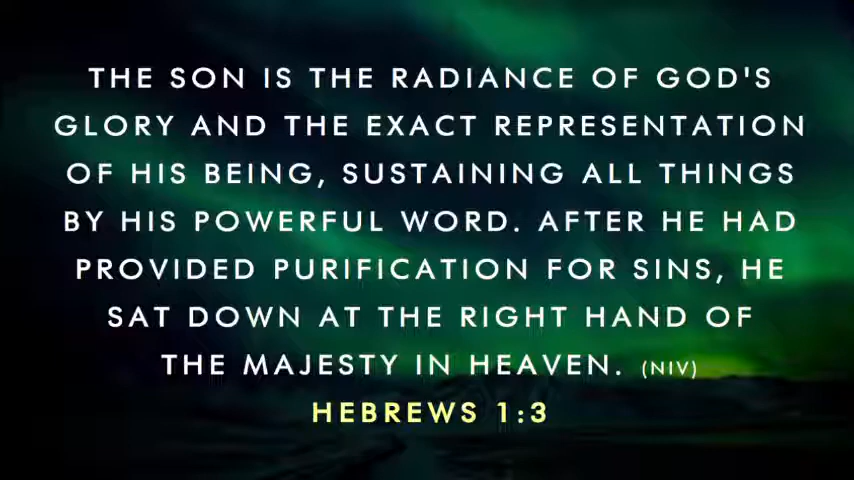 THE SON IS THE RADIANCE OF GOD'S
GLORY AND THE EXACT REPRESENTATION
OF HIS BEING, SUSTAINING ALL THINGS
BY HIS POWERFUL WORD. AFTER HE HAD
PROVIDED PURIFICATION FOR SINS, HE
SAT DOWN AT THE RIGHT HAND OF
THE MAJESTY IN HEAVEN. (NIV)
HEBREWS 1:3